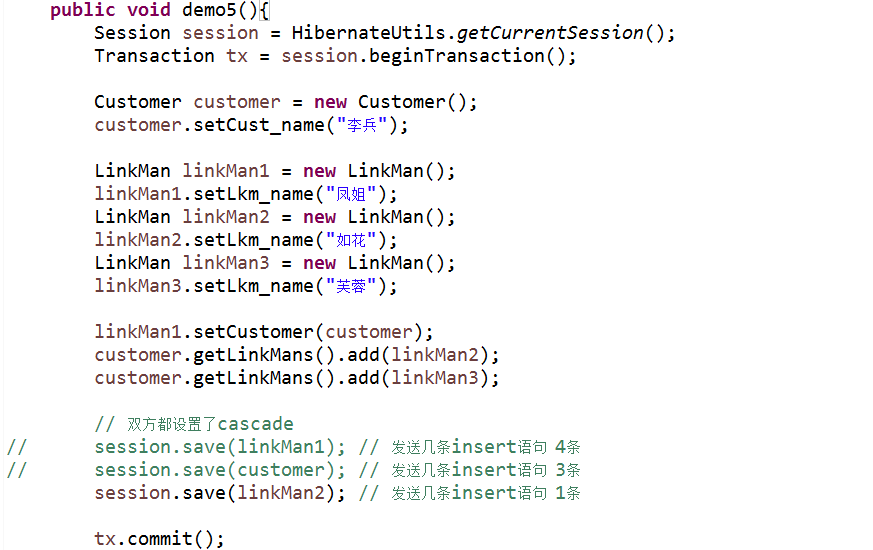 public void demo5(){
Session session = HibernateUtils.getCurrentSession();
Transaction tx = session.beginTransaction();
Customer customer = new Customer();
customer.setCust_name("李兵");
LinkMan linkMan1 = new LinkMan();
linkMan1.setLkm_name("凤姐");
LinkMan linkMan2 = new LinkMan();
linkMan2.setLkm_name("如花");
LinkMan linkMan3 = new LinkMan();
linkMan3.setLkm_name("芙蓉");
linkMan1.setCustomer(customer);
customer.getLinkMans().add(linkMan2);
customer.getLinkMans().add(linkMan3);
// 双方都设置了cascade
// session.save(linkMan1); // 发送几条insert语句 4条
// session.save(customer); // 发送几条insert语句 3条
session.save(linkMan2); // 发送几条insert语句 1条
tx.commit();